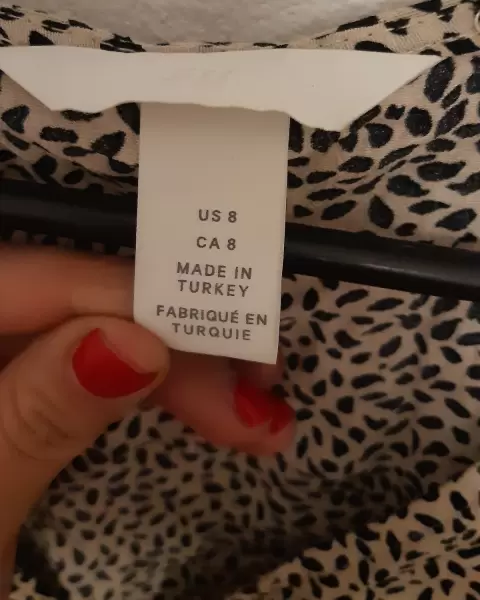 US 8
CA 8
MADE IN
TURKEY
FABRIQUÉ EN
TURQUIE